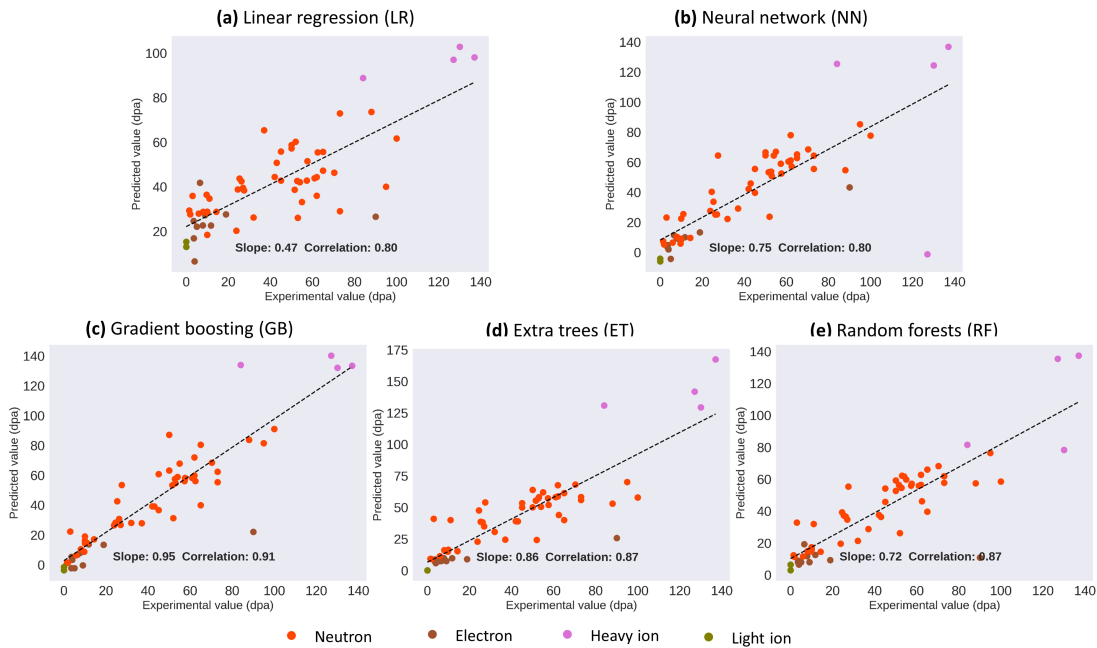 (a) Linear regression (LR)
(b) Neural network (NN)
Predicted value (dpa)
100
80
60
40
20
0 20 40 60 80 100 120 140
Experimental value (dpa)
Slope: 0.47 Correlation: 0.80
Predicted value (dpa)
140
120
100
80
60
40
20
0
0 20 40 60 80 100 120 140
Experimental value (dpa)
Slope: 0.75 Correlation: 0.80
(c) Gradient boosting (GB)
(d) Extra trees (ET)
(e) Random forests (RF)
Predicted value (dpa)
140
120
100
80
60
40
20
0
0 20 40 60 80 100 120 140
Experimental value (dpa)
Slope: 0.95 Correlation: 0.91
Predicted value (dpa)
175
150
125
100
75
50
25
0
0 20 40 60 80 100 120 140
Experimental value (dpa)
Slope: 0.86 Correlation: 0.87
Predicted value (dpa)
140
120
100
80
60
40
20
0
0 20 40 60 80 100 120 140
Experimental value (dpa)
Slope: 0.72 Correlation: 0.87
Neutron
Electron
Heavy ion
Light ion